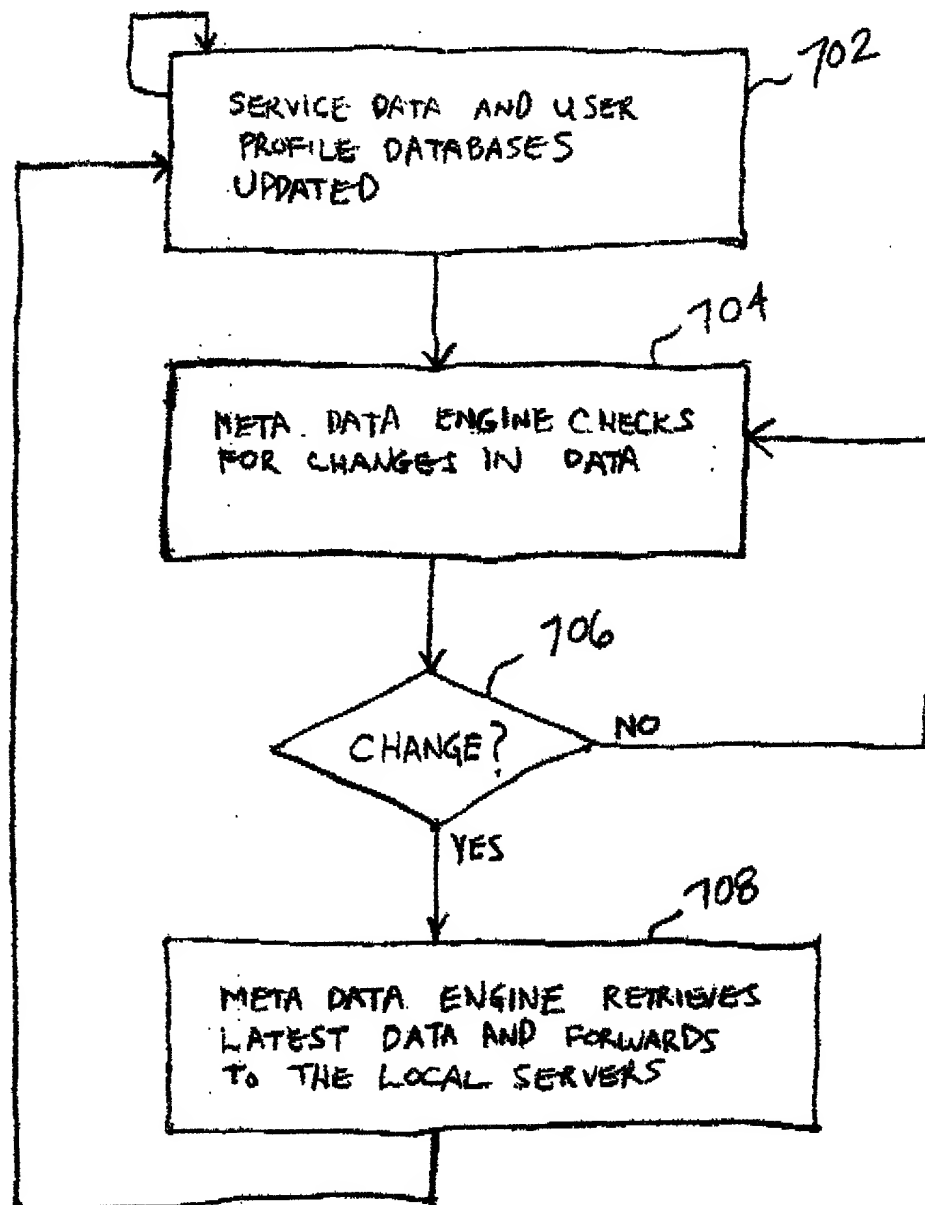 702
SERVICE DATA AND USER
PROFILE DATABASES
UPDATED
704
META DATA ENGINE CHECKS
FOR CHANGES IN DATA
706
CHANGE?
NO
YES
708
META DATA ENGINE RETRIEVES
LATEST DATA AND FORWARDS
TO THE LOCAL SERVERS